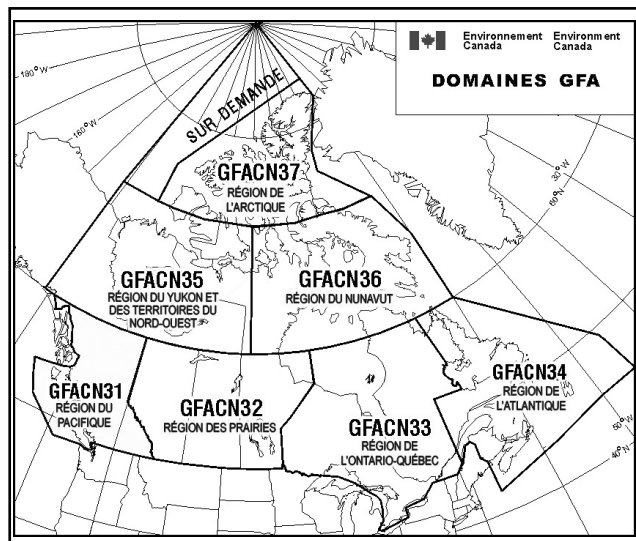 Environnement Canada
Environment Canada
DOMAINES GFA
180°W
160°W
SUR DEMANDE
GFACN37
RÉGION DE
L'ARCTIQUE
30°W
60°N
GFACN35
RÉGION DU YUKON ET
DES TERRITOIRES DU
NORD-OUEST
GFACN36
RÉGION DU NUNAVUT
GFACN31
RÉGION DU
PACIFIQUE
GFACN32
RÉGION DES PRAIRIES
GFACN33
RÉGION DE
L'ONTARIO-QUÉBEC
GFACN34
RÉGION DE
L'ATLANTIQUE
50°W
40°N